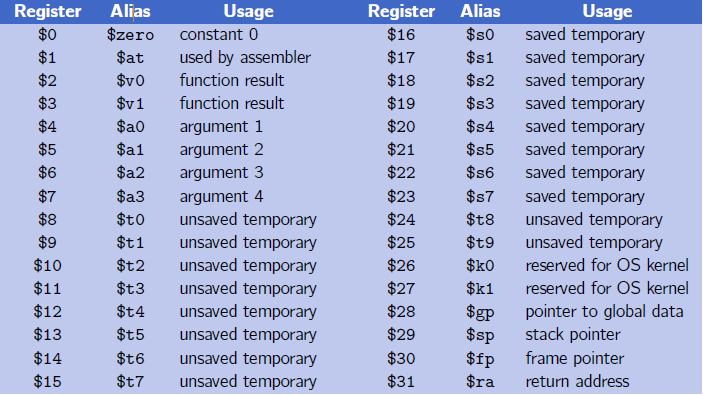 Register Alias Usage Register Alias Usage
$0 $zero constant 0 $16 $s0 saved temporary
$1 $at used by assembler $17 $s1 saved temporary
$2 $v0 function result $18 $s2 saved temporary
$3 $v1 function result $19 $s3 saved temporary
$4 $a0 argument 1 $20 $s4 saved temporary
$5 $a1 argument 2 $21 $s5 saved temporary
$6 $a2 argument 3 $22 $s6 saved temporary
$7 $a3 argument 4 $23 $s7 saved temporary
$8 $t0 unsaved temporary $24 $t8 unsaved temporary
$9 $t1 unsaved temporary $25 $t9 unsaved temporary
$10 $t2 unsaved temporary $26 $k0 reserved for OS kernel
$11 $t3 unsaved temporary $27 $k1 reserved for OS kernel
$12 $t4 unsaved temporary $28 $gp pointer to global data
$13 $t5 unsaved temporary $29 $sp stack pointer
$14 $t6 unsaved temporary $30 $fp frame pointer
$15 $t7 unsaved temporary $31 $ra return address